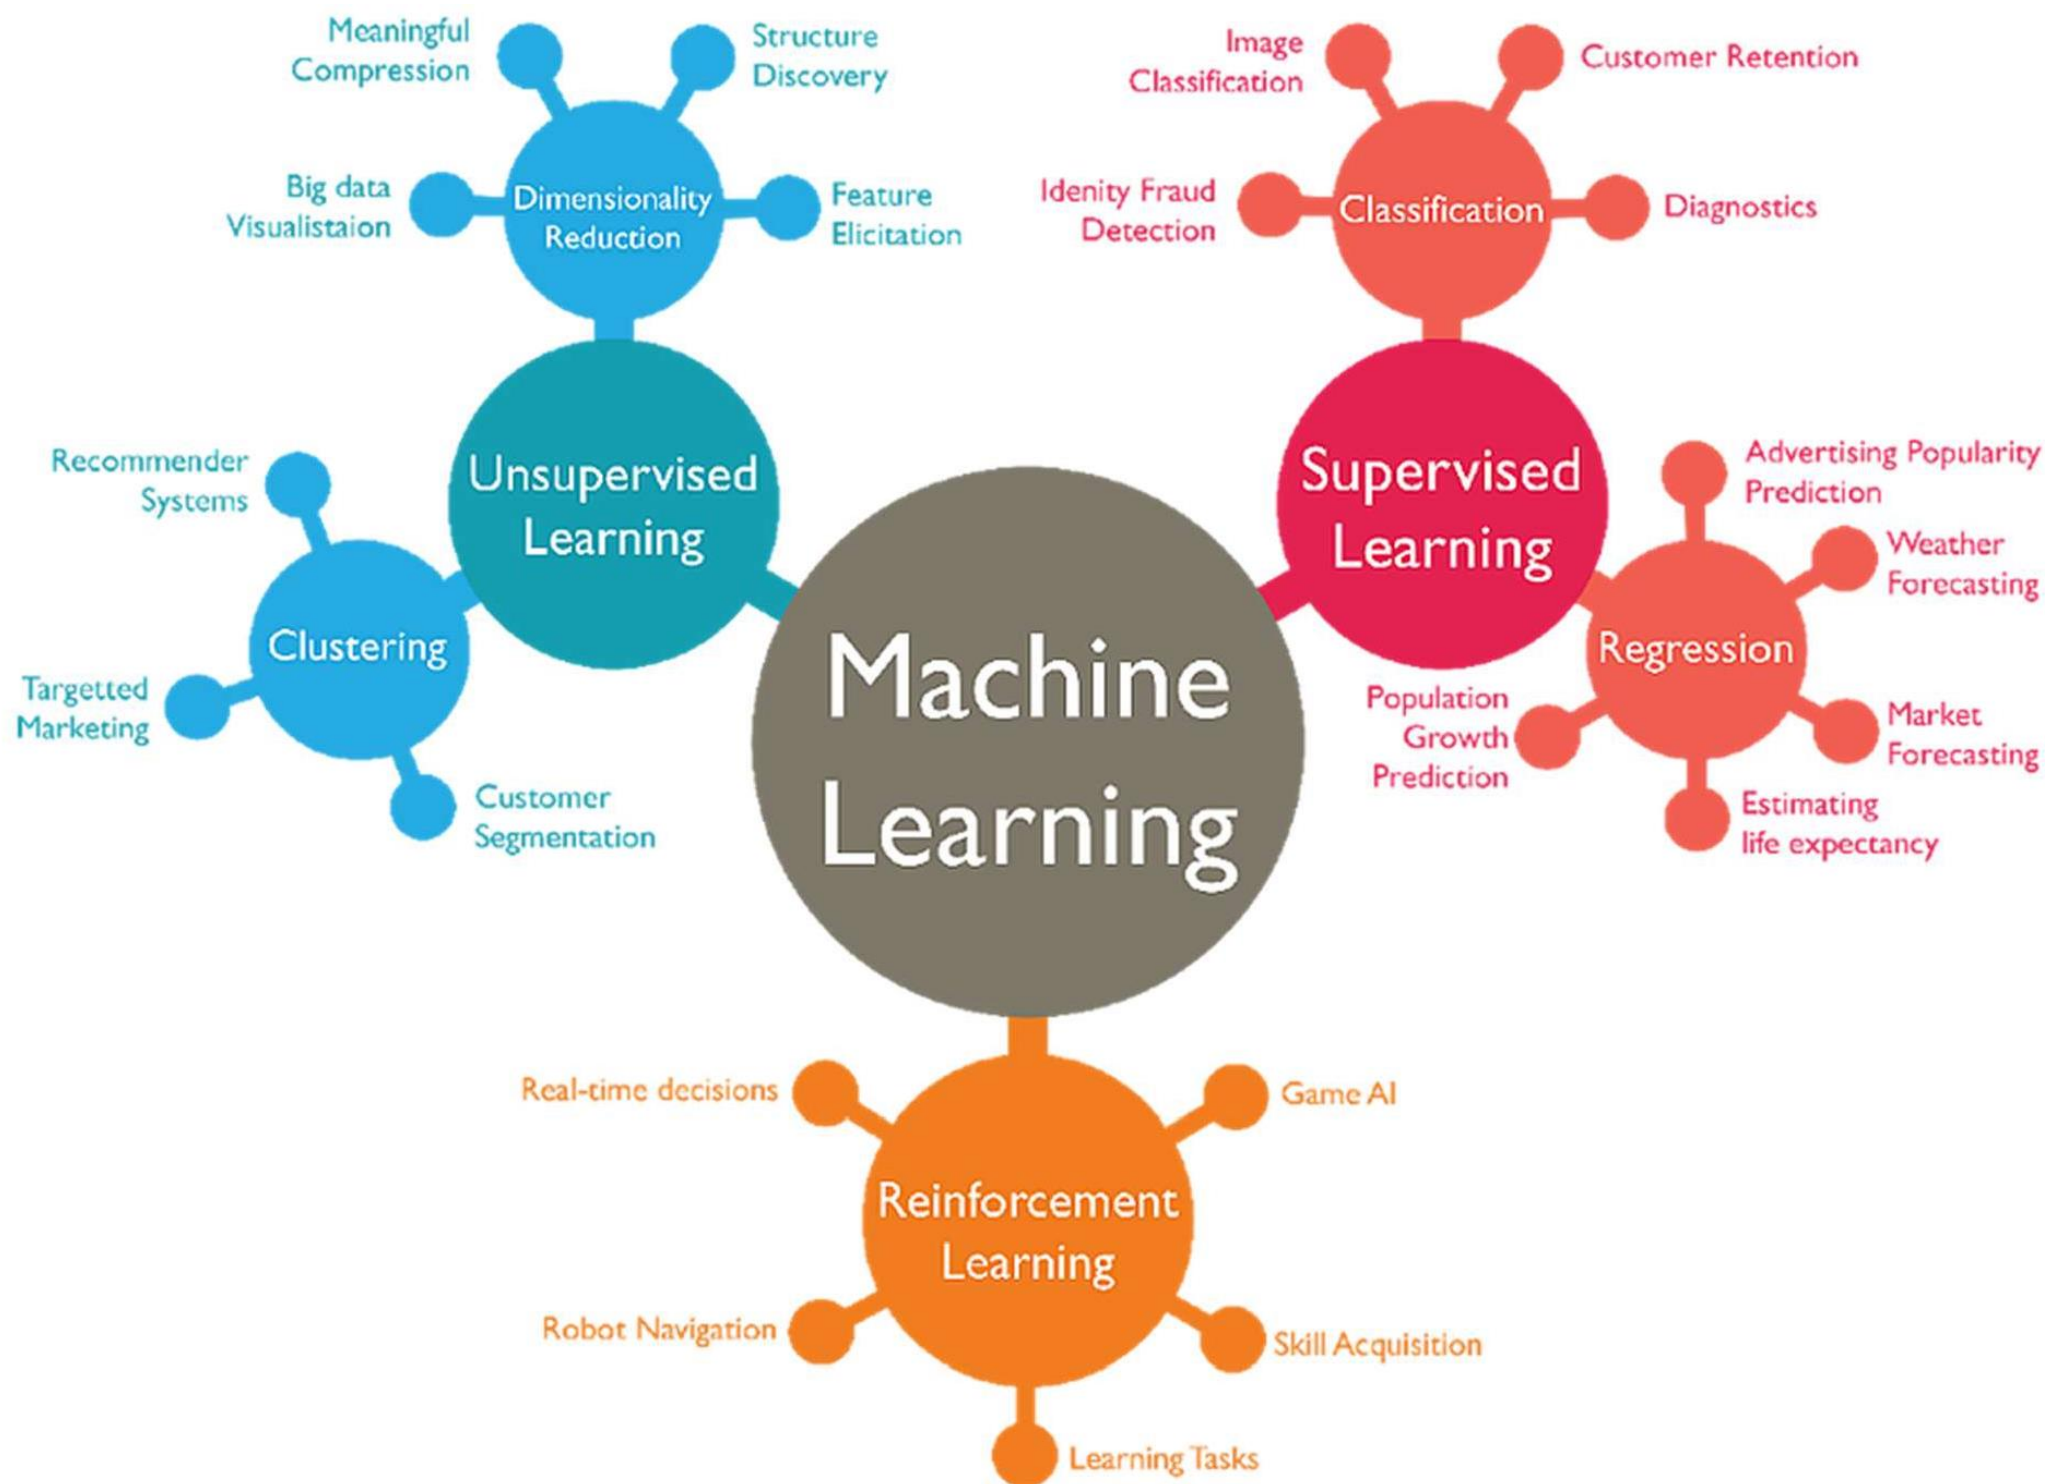 Meaningful
Compression
Structure
Discovery
Big data
Visualistaion
Dimensionality
Reduction
Feature
Elicitation
Image
Classification
Customer Retention
Idenity Fraud
Detection
Classification
Diagnostics
Unsupervised
Learning
Recommender
Systems
Clustering
Targetted
Marketing
Customer
Segmentation
Supervised
Learning
Advertising Popularity
Prediction
Weather
Forecasting
Regression
Population
Growth
Prediction
Market
Forecasting
Estimating
life expectancy
Machine
Learning
Real-time decisions
Game AI
Reinforcement
Learning
Robot Navigation
Skill Acquisition
Learning Tasks